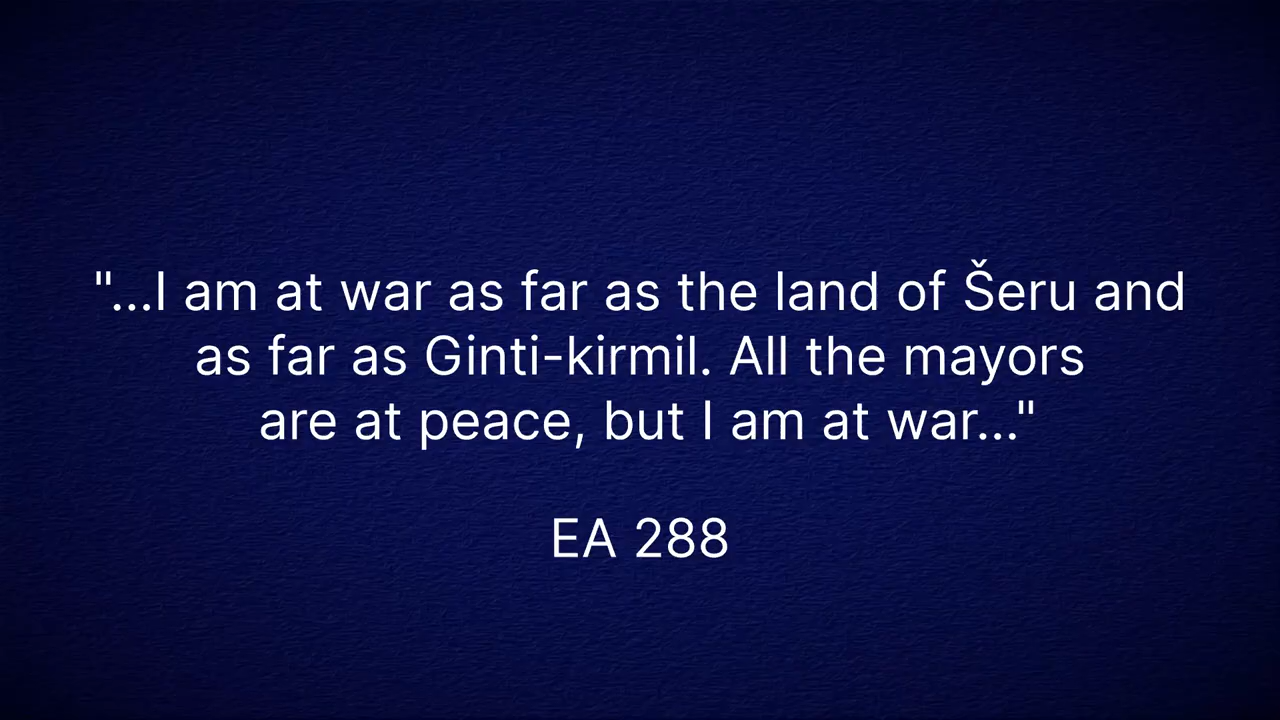 "...I am at war as far as the land of Šeru and
as far as Ginti-kirmil. All the mayors
are at peace, but I am at war..."
EA 288